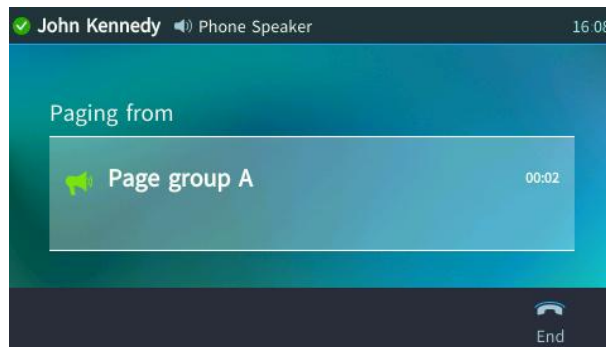 John Kennedy Phone Speaker 16:08
Paging from
Page group A 00:02
End